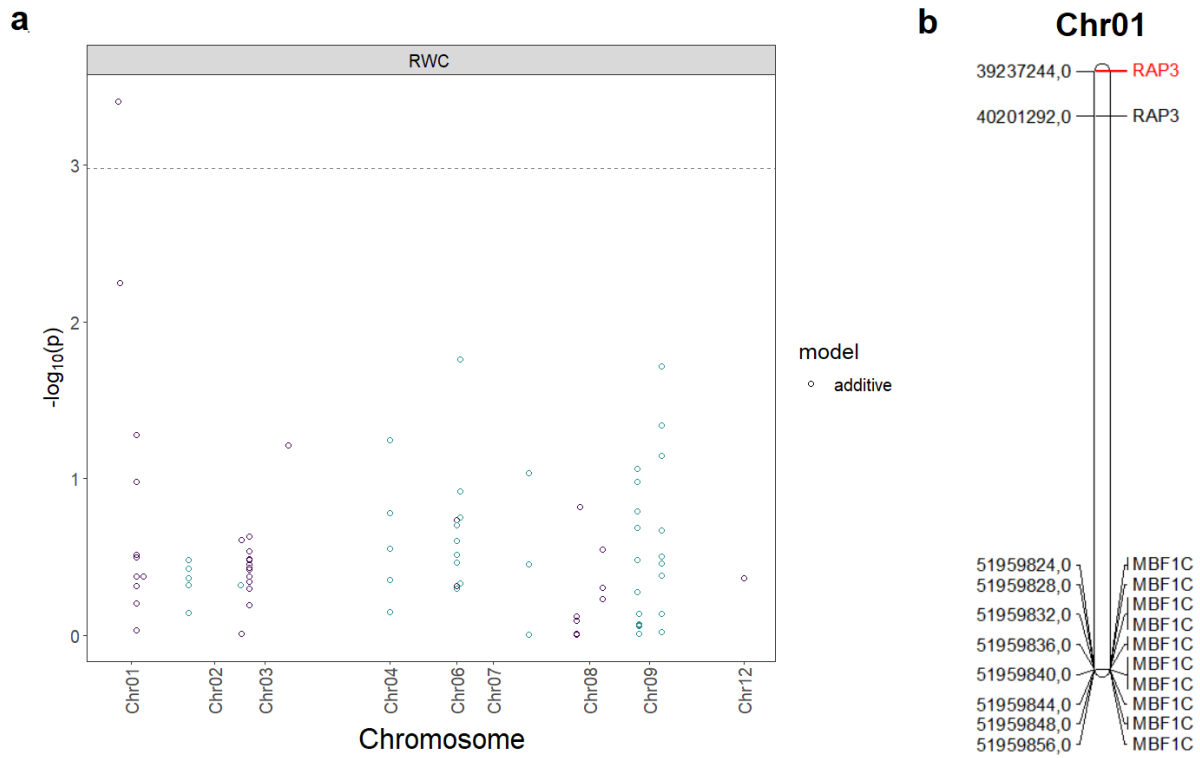 a
RWC
3
2
1
0
-log10(p)
Chr01
Chr02
Chr03
Chr04
Chr06
Chr07
Chr08
Chr09
Chr12
Chromosome
model
additive
b
Chr01
39237244,0 RAP3
40201292,0 RAP3
51959824,0 MBF1C
51959828,0 MBF1C
MBF1C
51959832,0 MBF1C
51959836,0 MBF1C
MBF1C
51959840,0 MBF1C
51959844,0 MBF1C
51959848,0 MBF1C
51959856,0 MBF1C